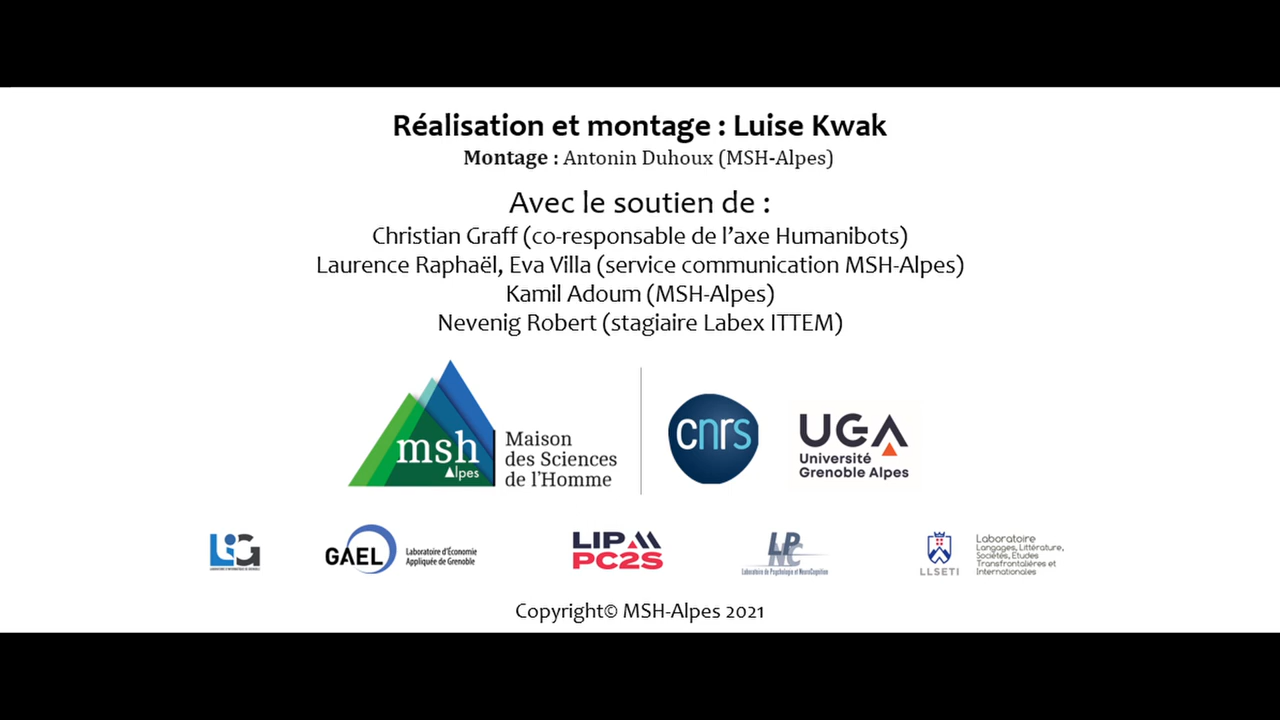 Réalisation et montage : Luise Kwak
Montage : Antonin Duhoux (MSH-Alpes)
Avec le soutien de :
Christian Graff (co-responsable de l'axe Humanibots)
Laurence Raphaël, Eva Villa (service communication MSH-Alpes)
Kamil Adoum (MSH-Alpes)
Nevenig Robert (stagiaire Labex ITTEM)
msh
Alpes
Maison
des Sciences
de l'Homme
cnrs
UGA
Université
Grenoble Alpes
LIG
GAEL
Laboratoire d'Économie
Appliquée de Grenoble
LIP
PC2S
LPNC
Laboratoire de Psychologie et NeuroCognition
LLSETI
Laboratoire
Langages, Littérature,
Sociétés, Études
Transfrontalières et
Internationales
Copyright© MSH-Alpes 2021